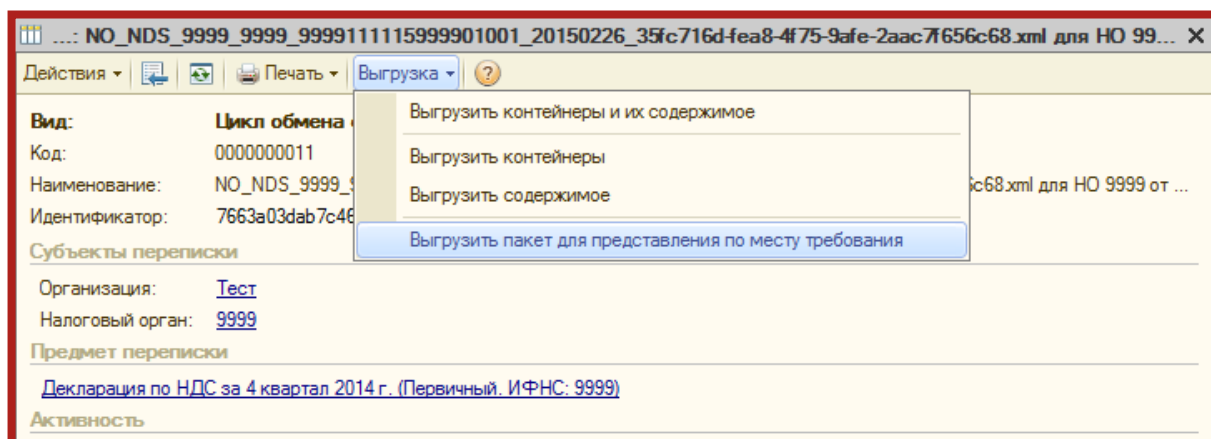 ...: NO_NDS_9999_9999_9999111115999901001_20150226_35fc716d-fea8-4f75-9afe-2aac7f656c68.xml для НО 99...
Действия Печать Выгрузка
Выгрузить контейнеры и их содержимое
Выгрузить контейнеры
Выгрузить содержимое
Выгрузить пакет для представления по месту требования
Вид: Цикл обмена
Код: 0000000011
Наименование: NO_NDS_9999_ 6c68.xml для НО 9999 от ...
Идентификатор: 7663a03dab7c46
Субъекты переписки
Организация: Тест
Налоговый орган: 9999
Предмет переписки
Декларация по НДС за 4 квартал 2014 г. (Первичный. ИФНС: 9999)
Активность